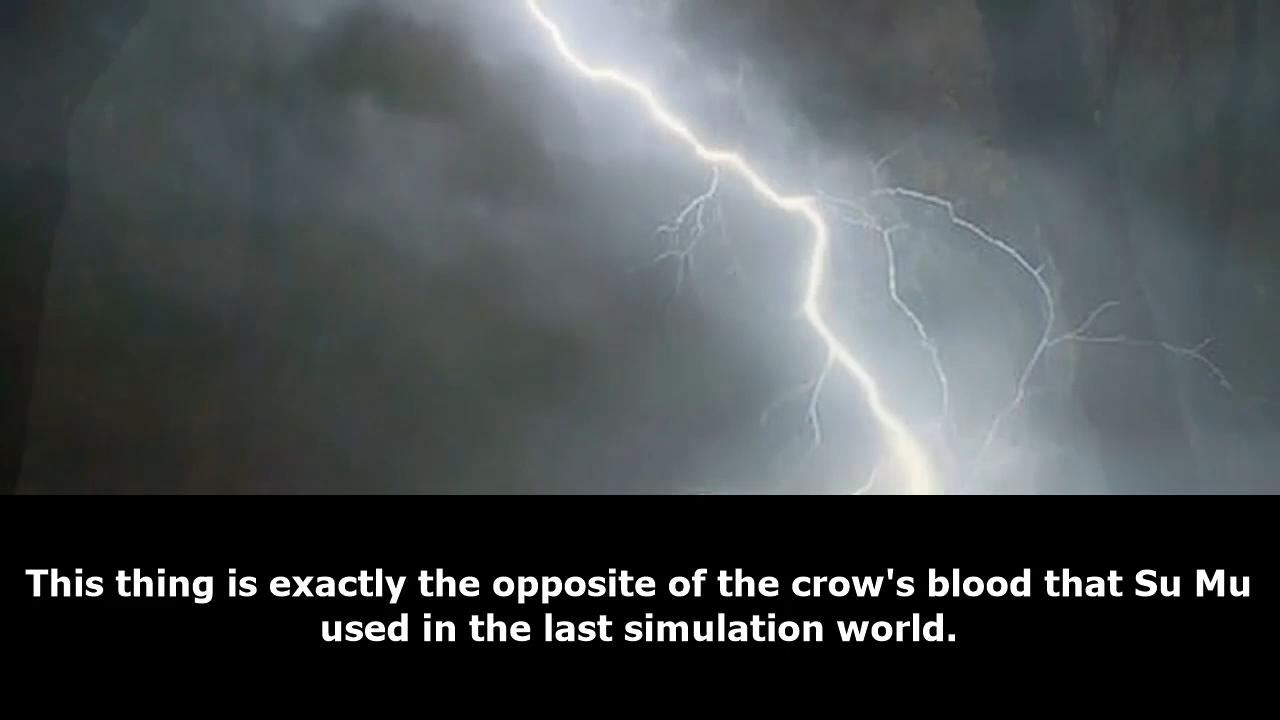 This thing is exactly the opposite of the crow's blood that Su Mu
used in the last simulation world.